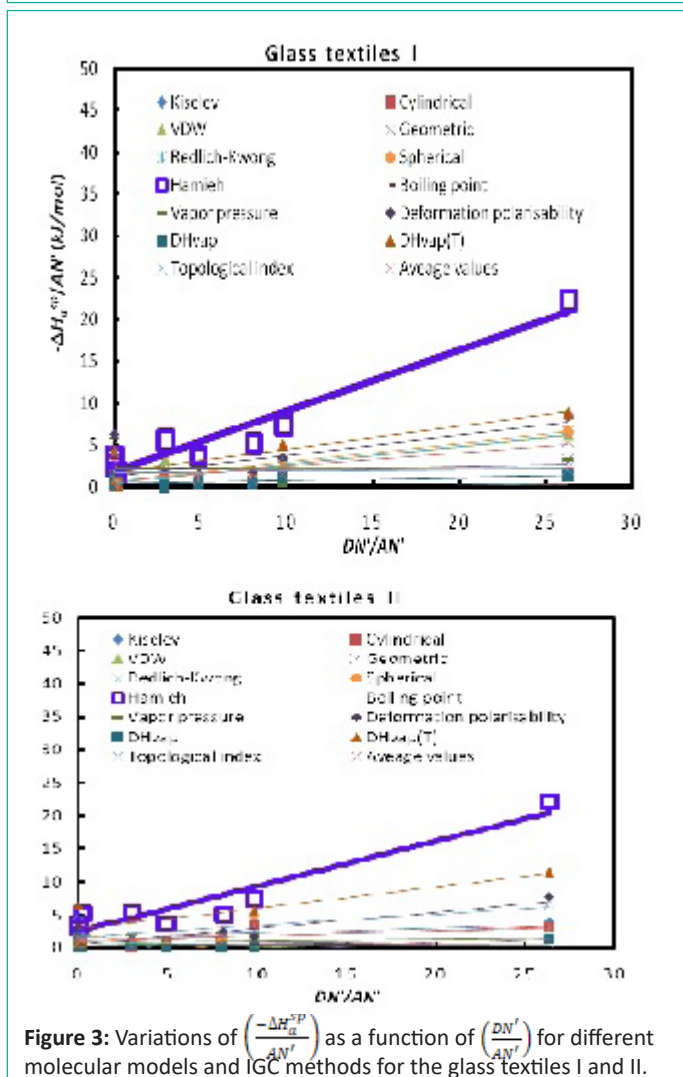 Glass textiles I
50
45
40
35
30
25
20
15
10
5
0
-ΔHₐˢᵖ/AN' (kJ/mol)
Kiselev Cylindrical
VDW Geometric
Redlich-Kwong Spherical
Hamieh Boiling point
Vapor pressure Deformation polarisability
DHvap DHvap(T)
Topological index Aveage values
0 5 10 15 20 25 30
DN'/AN'
Glass textiles II
50
45
40
35
30
25
20
15
10
5
0
Kiselev Cylindrical
VDW Geometric
Redlich-Kwong Spherical
Hamieh Boiling point
Vapor pressure Deformation polarisability
DHvap DHvap(T)
Topological index Aveage values
0 5 10 15 20 25 30
DN'/AN'
Figure 3: Variations of (-ΔHₐˢᵖ/AN') as a function of (DN'/AN') for different
molecular models and IGC methods for the glass textiles I and II.